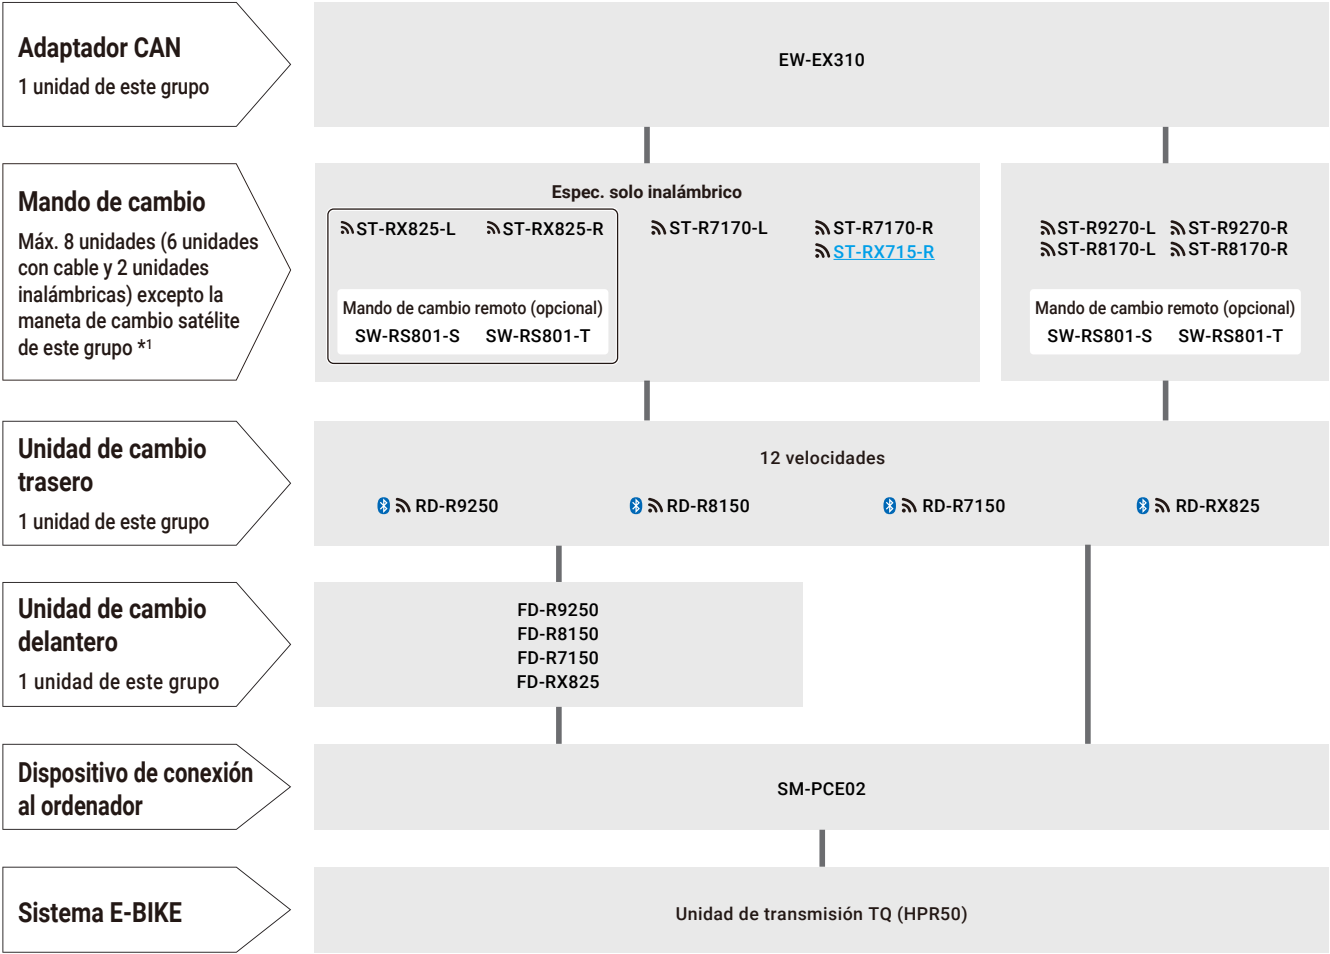 Adaptador CAN
1 unidad de este grupo
EW-EX310
Mando de cambio
Máx. 8 unidades (6 unidades
con cable y 2 unidades
inalámbricas) excepto la
maneta de cambio satélite
de este grupo *1
Espec. solo inalámbrico
ST-RX825-L ST-RX825-R ST-R7170-L ST-R7170-R
ST-RX715-R
Mando de cambio remoto (opcional)
SW-RS801-S SW-RS801-T
ST-R9270-L ST-R9270-R
ST-R8170-L ST-R8170-R
Mando de cambio remoto (opcional)
SW-RS801-S SW-RS801-T
Unidad de cambio
trasero
1 unidad de este grupo
12 velocidades
RD-R9250 RD-R8150 RD-R7150 RD-RX825
Unidad de cambio
delantero
1 unidad de este grupo
FD-R9250
FD-R8150
FD-R7150
FD-RX825
Dispositivo de conexión
al ordenador
SM-PCE02
Sistema E-BIKE
Unidad de transmisión TQ (HPR50)